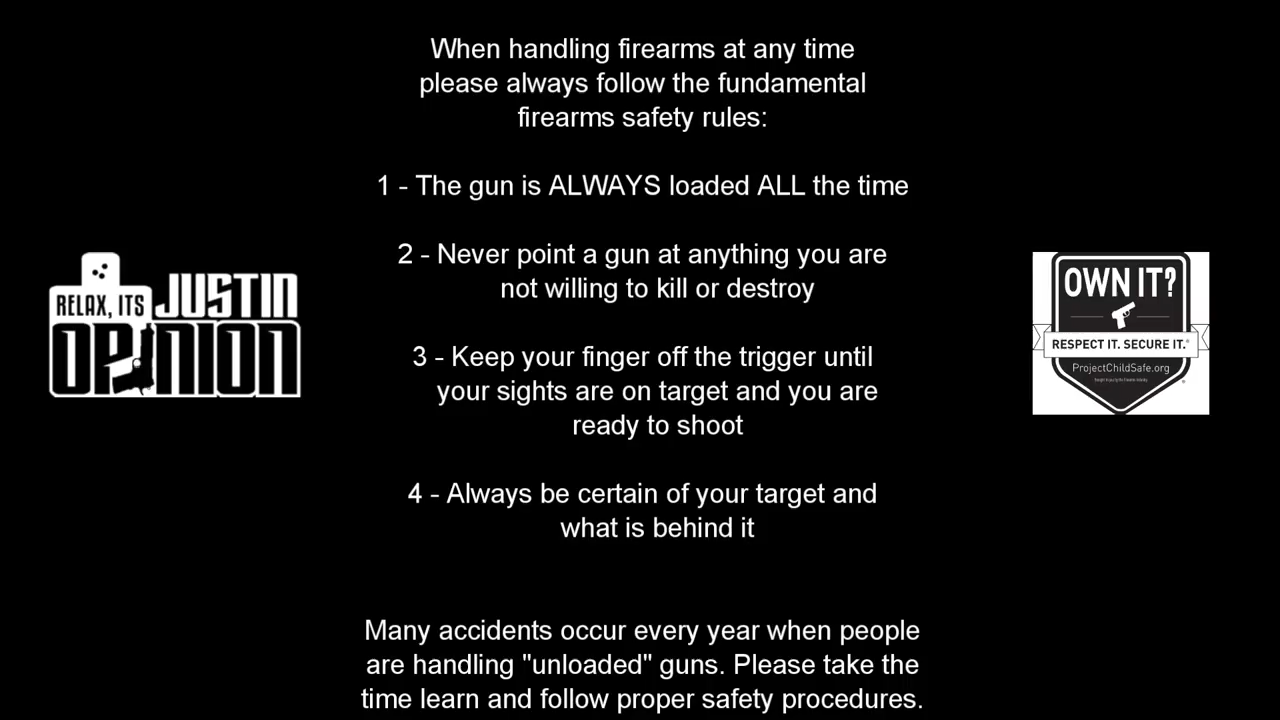 When handling firearms at any time
please always follow the fundamental
firearms safety rules:
1 - The gun is ALWAYS loaded ALL the time
2 - Never point a gun at anything you are
not willing to kill or destroy
3 - Keep your finger off the trigger until
your sights are on target and you are
ready to shoot
4 - Always be certain of your target and
what is behind it
Many accidents occur every year when people
are handling "unloaded" guns. Please take the
time learn and follow proper safety procedures.
RELAX, ITS JUSTIN
OPINION
OWN IT?
RESPECT IT. SECURE IT.
ProjectChildSafe.org